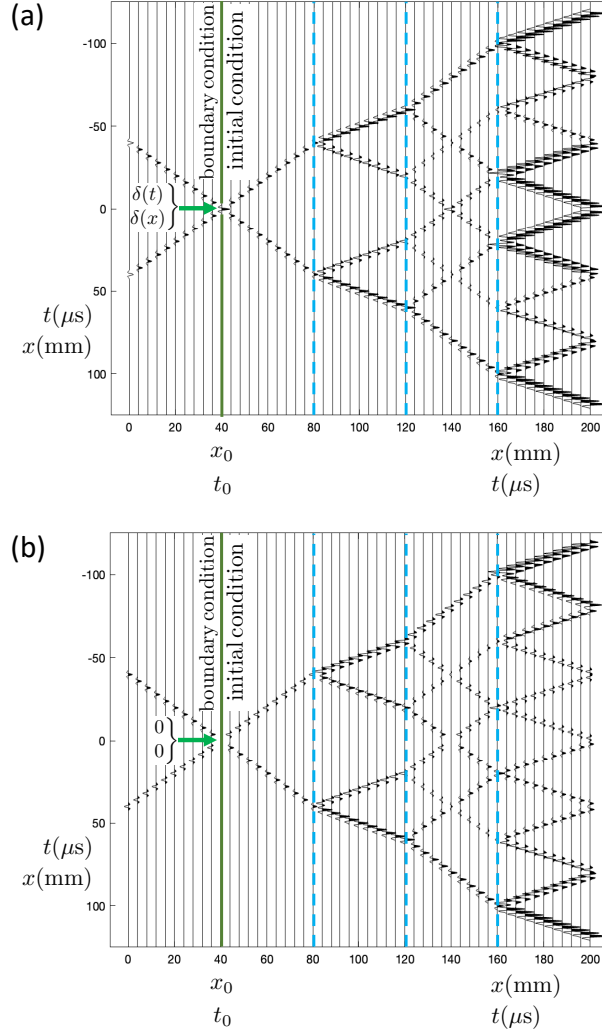 (a)
-100
-50
0
50
100
boundary condition
initial condition
δ(t)
δ(x)
t(μs)
x(mm)
0 20 40 60 80 100 120 140 160 180 200
x₀ x(mm)
t₀ t(μs)
(b)
-100
-50
0
50
100
boundary condition
initial condition
0
0
t(μs)
x(mm)
0 20 40 60 80 100 120 140 160 180 200
x₀ x(mm)
t₀ t(μs)